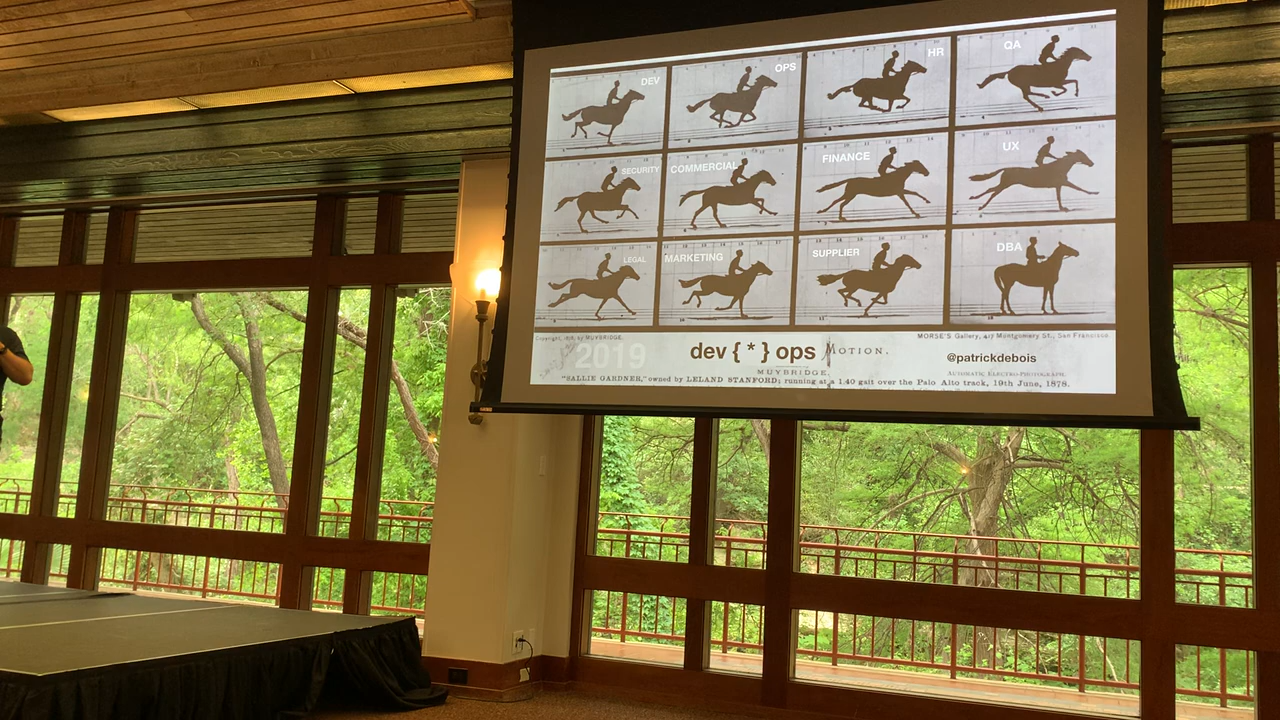 DEV
OPS
HR
QA
SECURITY
COMMERCIAL
FINANCE
UX
LEGAL
MARKETING
SUPPLIER
DBA
MORSE'S Gallery, 417 Montgomery St., San Francisco.
2019
dev { * } ops MOTION.
@patrickdebois
MUYBRIDGE.
AUTOMATIC ELECTRO-PHOTOGRAPH.
"SALLIE GARDNER," owned by LELAND STANFORD; running at a 1:40 gait over the Palo Alto track, 19th June, 1878.